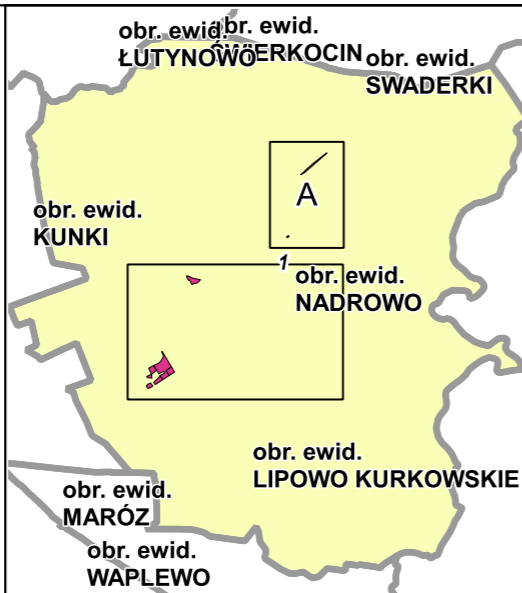 obr. ewid.
ŁUTYNOWO
obr. ewid.
ŚWIERKOCIN
obr. ewid.
SWADERKI
A
obr. ewid.
KUNKI
1
obr. ewid.
NADROWO
obr. ewid.
LIPOWO KURKOWSKIE
obr. ewid.
MARÓZ
obr. ewid.
WAPLEWO